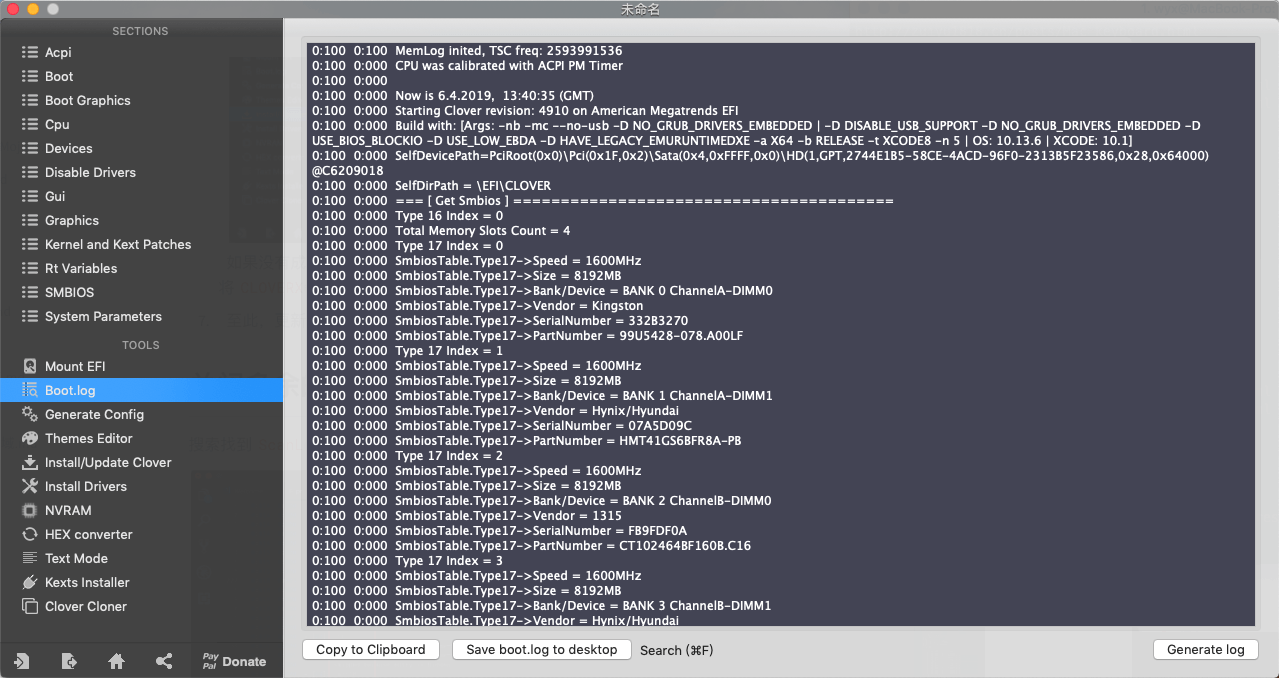 未命名
SECTIONS
Acpi
Boot
Boot Graphics
Cpu
Devices
Disable Drivers
Gui
Graphics
Kernel and Kext Patches
Rt Variables
SMBIOS
System Parameters
TOOLS
Mount EFI
Boot.log
Generate Config
Themes Editor
Install/Update Clover
Install Drivers
NVRAM
HEX converter
Text Mode
Kexts Installer
Clover Cloner
Pay
Pal Donate
0:100 0:100 MemLog inited, TSC freq: 2593991536
0:100 0:000 CPU was calibrated with ACPI PM Timer
0:100 0:000
0:100 0:000 Now is 6.4.2019, 13:40:35 (GMT)
0:100 0:000 Starting Clover revision: 4910 on American Megatrends EFI
0:100 0:000 Build with: [Args: -nb -mc --no-usb -D NO_GRUB_DRIVERS_EMBEDDED | -D DISABLE_USB_SUPPORT -D NO_GRUB_DRIVERS_EMBEDDED -D
USE_BIOS_BLOCKIO -D USE_LOW_EBDA -D HAVE_LEGACY_EMURUNTIMEDXE -a X64 -b RELEASE -t XCODE8 -n 5 | OS: 10.13.6 | XCODE: 10.1]
0:100 0:000 SelfDevicePath=PciRoot(0x0)\Pci(0x1F,0x2)\Sata(0x4,0xFFFF,0x0)\HD(1,GPT,2744E1B5-58CE-4ACD-96F0-2313B5F23586,0x28,0x64000)
@C6209018
0:100 0:000 SelfDirPath = \EFI\CLOVER
0:100 0:000 === [ Get Smbios ] ========================================
0:100 0:000 Type 16 Index = 0
0:100 0:000 Total Memory Slots Count = 4
0:100 0:000 Type 17 Index = 0
0:100 0:000 SmbiosTable.Type17->Speed = 1600MHz
0:100 0:000 SmbiosTable.Type17->Size = 8192MB
0:100 0:000 SmbiosTable.Type17->Bank/Device = BANK 0 ChannelA-DIMM0
0:100 0:000 SmbiosTable.Type17->Vendor = Kingston
0:100 0:000 SmbiosTable.Type17->SerialNumber = 332B3270
0:100 0:000 SmbiosTable.Type17->PartNumber = 99U5428-078.A00LF
0:100 0:000 Type 17 Index = 1
0:100 0:000 SmbiosTable.Type17->Speed = 1600MHz
0:100 0:000 SmbiosTable.Type17->Size = 8192MB
0:100 0:000 SmbiosTable.Type17->Bank/Device = BANK 1 ChannelA-DIMM1
0:100 0:000 SmbiosTable.Type17->Vendor = Hynix/Hyundai
0:100 0:000 SmbiosTable.Type17->SerialNumber = 07A5D09C
0:100 0:000 SmbiosTable.Type17->PartNumber = HMT41GS6BFR8A-PB
0:100 0:000 Type 17 Index = 2
0:100 0:000 SmbiosTable.Type17->Speed = 1600MHz
0:100 0:000 SmbiosTable.Type17->Size = 8192MB
0:100 0:000 SmbiosTable.Type17->Bank/Device = BANK 2 ChannelB-DIMM0
0:100 0:000 SmbiosTable.Type17->Vendor = 1315
0:100 0:000 SmbiosTable.Type17->SerialNumber = FB9FDF0A
0:100 0:000 SmbiosTable.Type17->PartNumber = CT102464BF160B.C16
0:100 0:000 Type 17 Index = 3
0:100 0:000 SmbiosTable.Type17->Speed = 1600MHz
0:100 0:000 SmbiosTable.Type17->Size = 8192MB
0:100 0:000 SmbiosTable.Type17->Bank/Device = BANK 3 ChannelB-DIMM1
0:100 0:000 SmbiosTable.Type17->Vendor = Hynix/Hyundai
Copy to Clipboard
Save boot.log to desktop
Search (⌘F)
Generate log